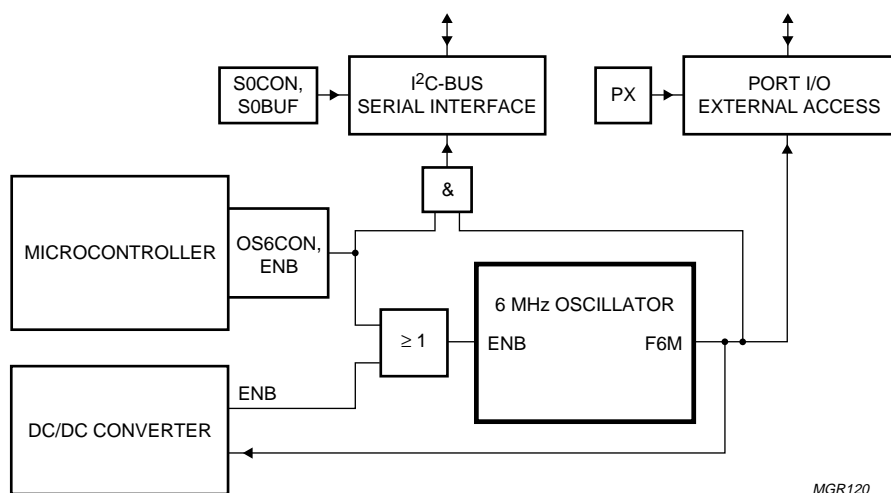 S0CON,
S0BUF
I²C-BUS
SERIAL INTERFACE
PX
PORT I/O
EXTERNAL ACCESS
&
MICROCONTROLLER
OS6CON,
ENB
6 MHz OSCILLATOR
≥ 1
ENB
F6M
ENB
DC/DC CONVERTER
MGR120